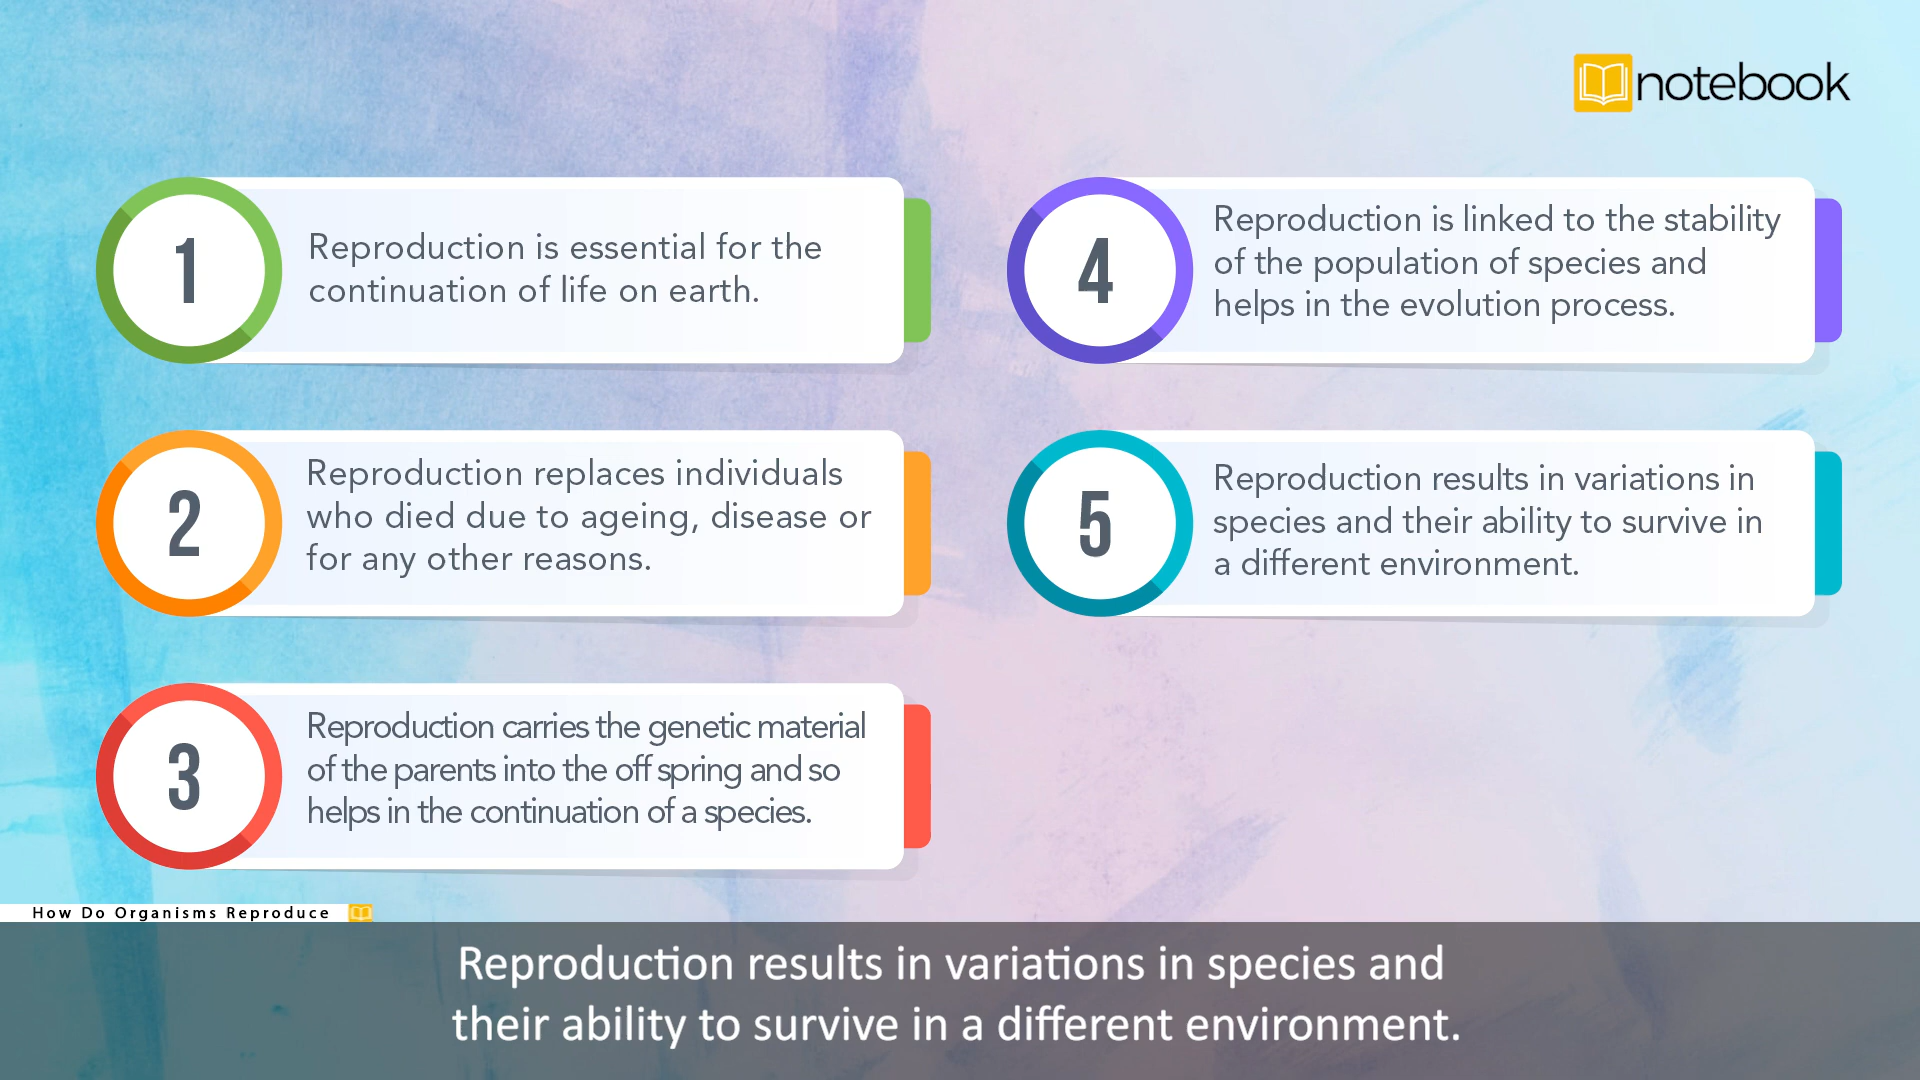 notebook
1
Reproduction is essential for the
continuation of life on earth.
2
Reproduction replaces individuals
who died due to ageing, disease or
for any other reasons.
3
Reproduction carries the genetic material
of the parents into the off spring and so
helps in the continuation of a species.
4
Reproduction is linked to the stability
of the population of species and
helps in the evolution process.
5
Reproduction results in variations in
species and their ability to survive in
a different environment.
How Do Organisms Reproduce
Reproduction results in variations in species and
their ability to survive in a different environment.